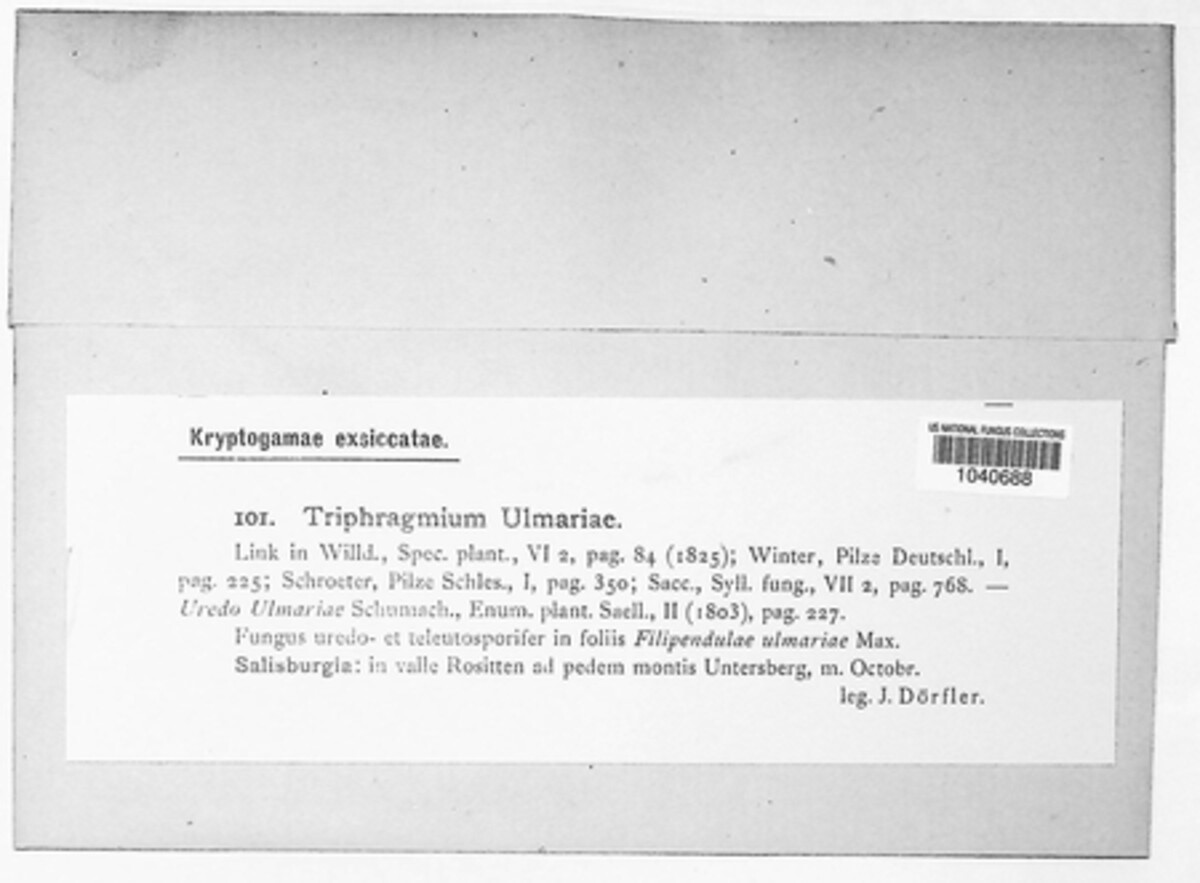 Kryptogamae exsiccatae.
US NATIONAL FUNGUS COLLECTIONS
1040688
101. Triphragmium Ulmariae.
Link in Willd., Spec. plant., VI 2, pag. 84 (1825); Winter, Pilze Deutschl., I,
pag. 225; Schroeter, Pilze Schles., I, pag. 350; Sacc., Syll. fung., VII 2, pag. 768. —
Uredo Ulmariae Schumach., Enum. plant. Saell., II (1803), pag. 227.
Fungus uredo- et teleutosporifer in foliis Filipendulae ulmariae Max.
Salisburgia: in valle Rositten ad pedem montis Untersberg, m. Octobr.
leg. J. Dörfler.